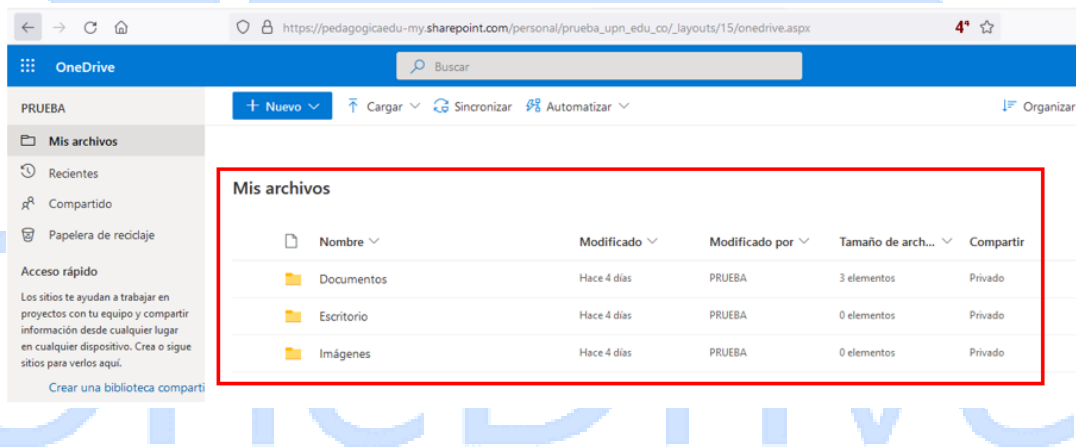 https://pedagogicaedu-my.sharepoint.com/personal/prueba_upn_edu_co/_layouts/15/onedrive.aspx
OneDrive
Buscar
PRUEBA
Nuevo
Cargar
Sincronizar
Automatizar
Organizar
Mis archivos
Recientes
Compartido
Papelera de reciclaje
Acceso rápido
Los sitios te ayudan a trabajar en
proyectos con tu equipo y compartir
información desde cualquier lugar
en cualquier dispositivo. Crea o sigue
sitios para verlos aquí.
Crear una biblioteca comparti
Mis archivos
Nombre Modificado Modificado por Tamaño de arch... Compartir
Documentos Hace 4 días PRUEBA 3 elementos Privado
Escritorio Hace 4 días PRUEBA 0 elementos Privado
Imágenes Hace 4 días PRUEBA 0 elementos Privado